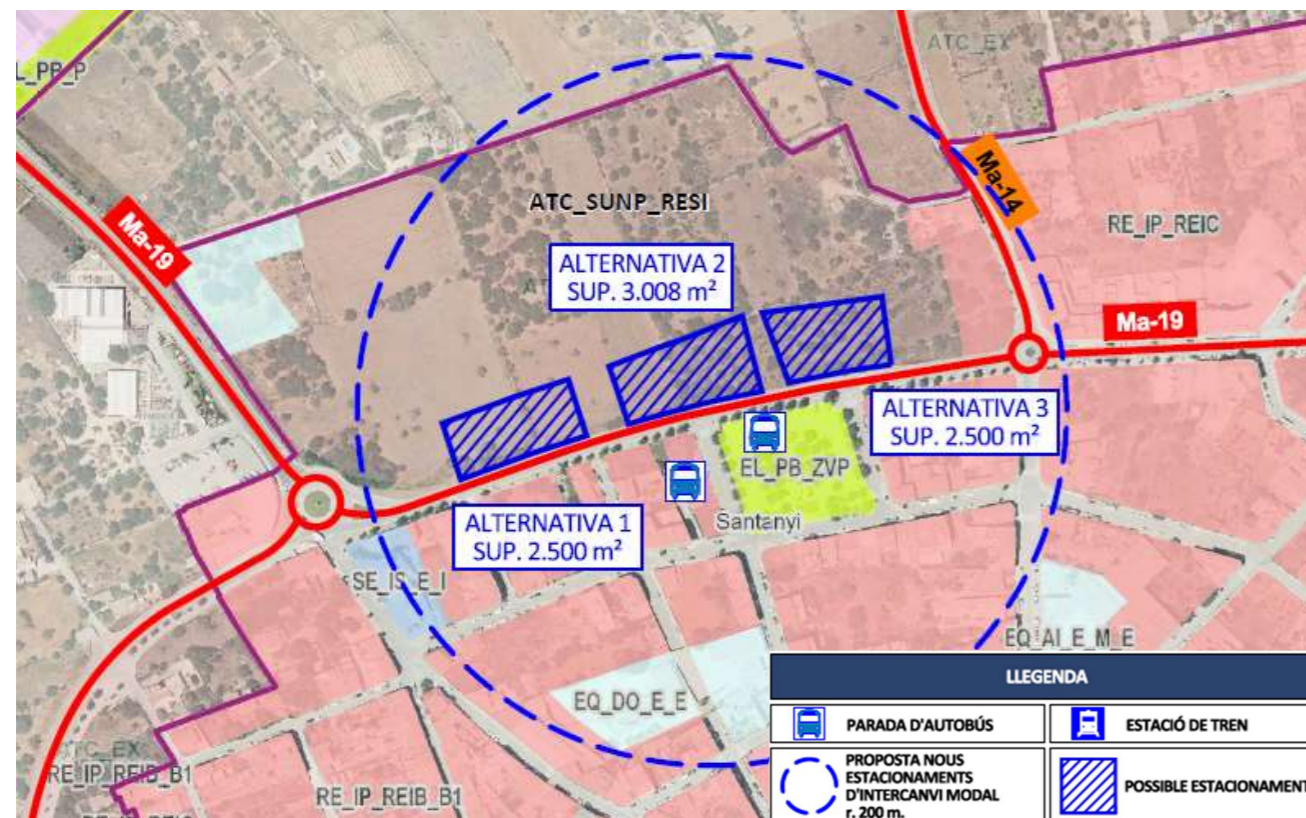 L_PB_P
ATC_EX
Ma-14
ATC_SUNP_RESI
RE_IP_REIC
Ma-19
ALTERNATIVA 2
SUP. 3.008 m²
Ma-19
ALTERNATIVA 3
SUP. 2.500 m²
EL_PB_ZVP
Santanyi
ALTERNATIVA 1
SUP. 2.500 m²
SE_IS_E_I
EQ_AI_E_M_E
EQ_DO_E_E
ATC_EX
RE_IP_REIB_B1
RE_IP_REIB_B1
LLEGENDA
PARADA D'AUTOBÚS
ESTACIÓ DE TREN
PROPOSTA NOUS
ESTACIONAMENTS
D'INTERCANVI MODAL
r. 200 m.
POSSIBLE ESTACIONAMENT